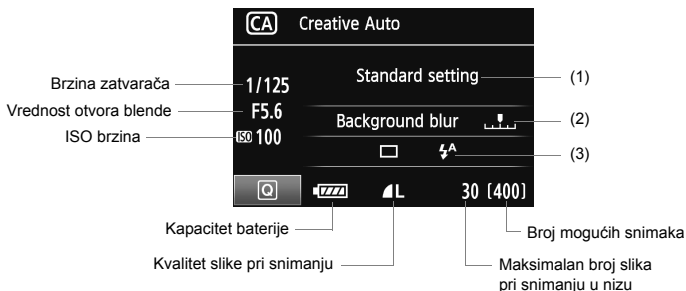 CA Creative Auto
Brzina zatvarača 1/125 Standard setting (1)
Vrednost otvora blende F5.6 Background blur (2)
ISO brzina ISO 100 A (3)
Q L 30 [400]
Kapacitet baterije Broj mogućih snimaka
Kvalitet slike pri snimanju Maksimalan broj slika
pri snimanju u nizu